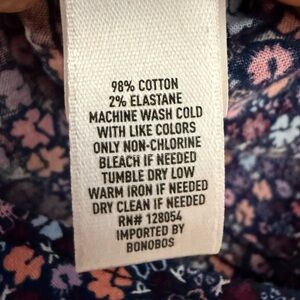 98% COTTON
2% ELASTANE
MACHINE WASH COLD
WITH LIKE COLORS
ONLY NON-CHLORINE
BLEACH IF NEEDED
TUMBLE DRY LOW
WARM IRON IF NEEDED
DRY CLEAN IF NEEDED
RN# 128054
IMPORTED BY
BONOBOS